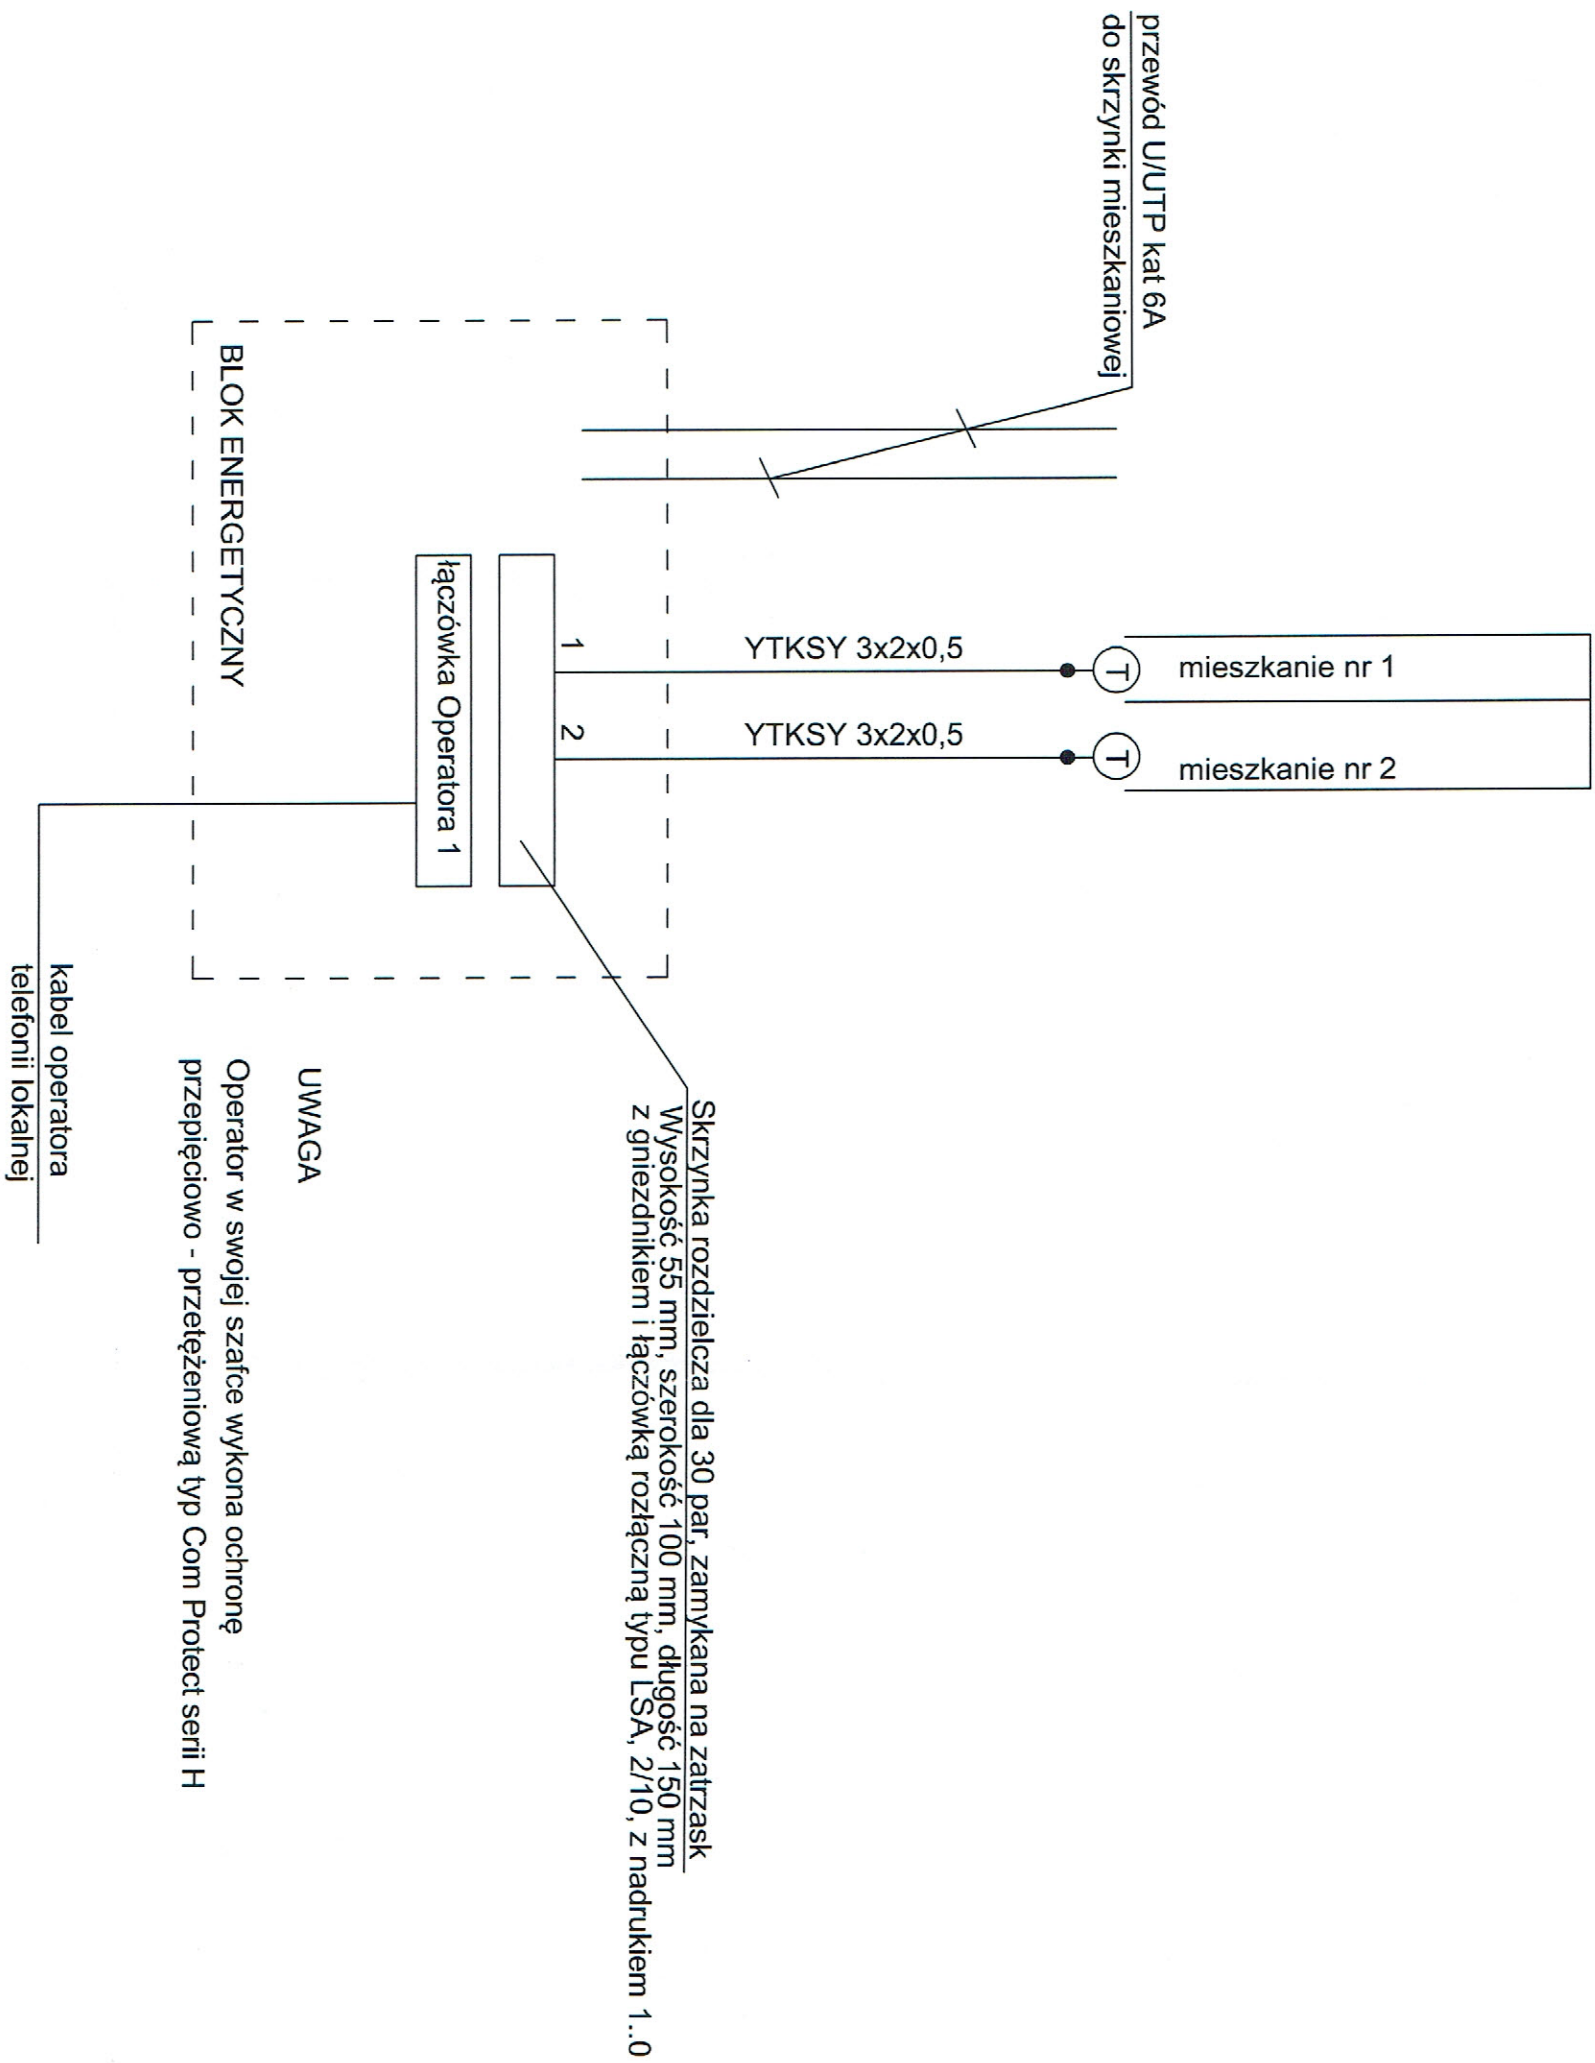 przewód U/UTP kat 6A
do skrzynki mieszkaniowej
mieszkanie nr 1
mieszkanie nr 2
T
T
YTKSY 3x2x0,5
YTKSY 3x2x0,5
1
2
łączówka Operatora 1
BLOK ENERGETYCZNY
Skrzynka rozdzielcza dla 30 par, zamykana na zatrzask
Wysokość 55 mm, szerokość 100 mm, długość 150 mm
z gniezdnikiem i łączówką rozłączną typu LSA, 2/10, z nadrukiem 1..0
UWAGA
Operator w swojej szafce wykona ochronę
przepięciowo - przetężeniową typ Com Protect serii H
kabel operatora
telefonii lokalnej